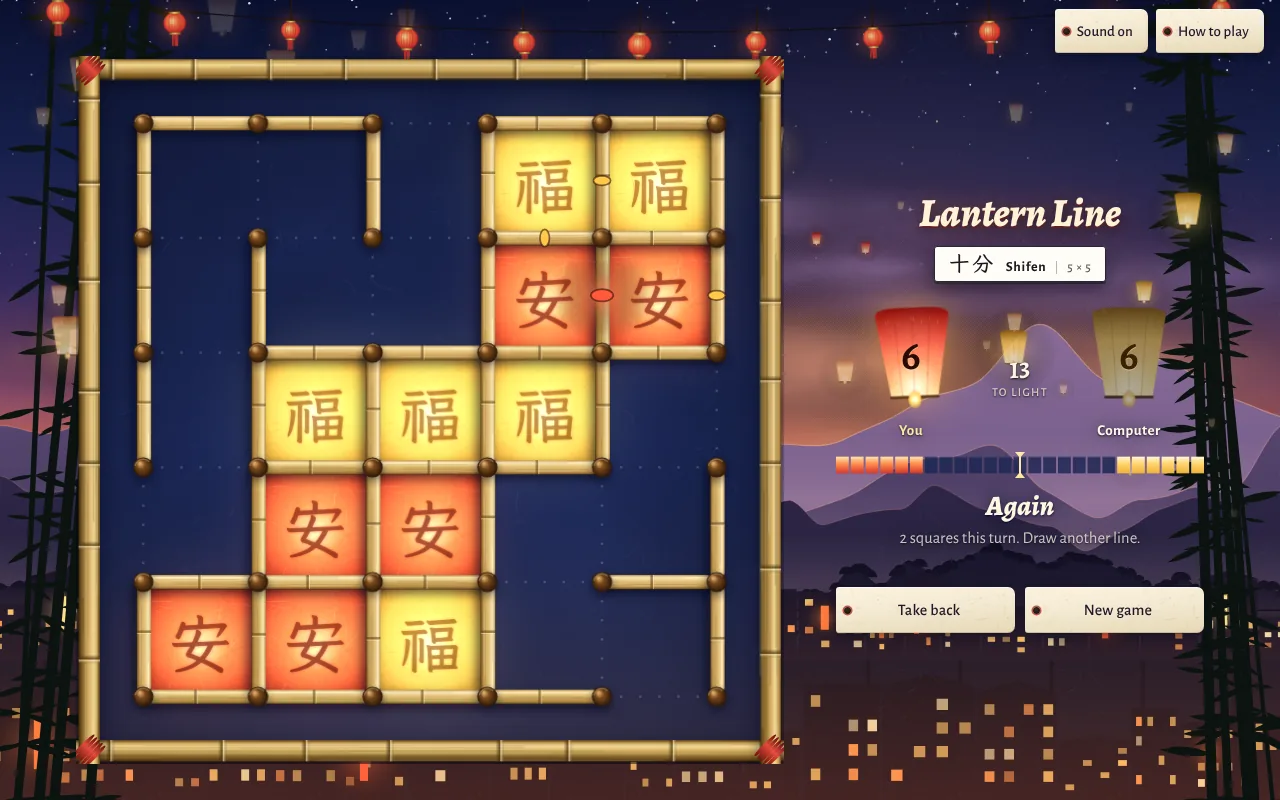 Sound on
How to play
福 福
安 安
福 福 福
安 安
安 安 福
Lantern Line
十分 Shifen 5 × 5
6
13
6
TO LIGHT
You
Computer
Again
2 squares this turn. Draw another line.
Take back
New game